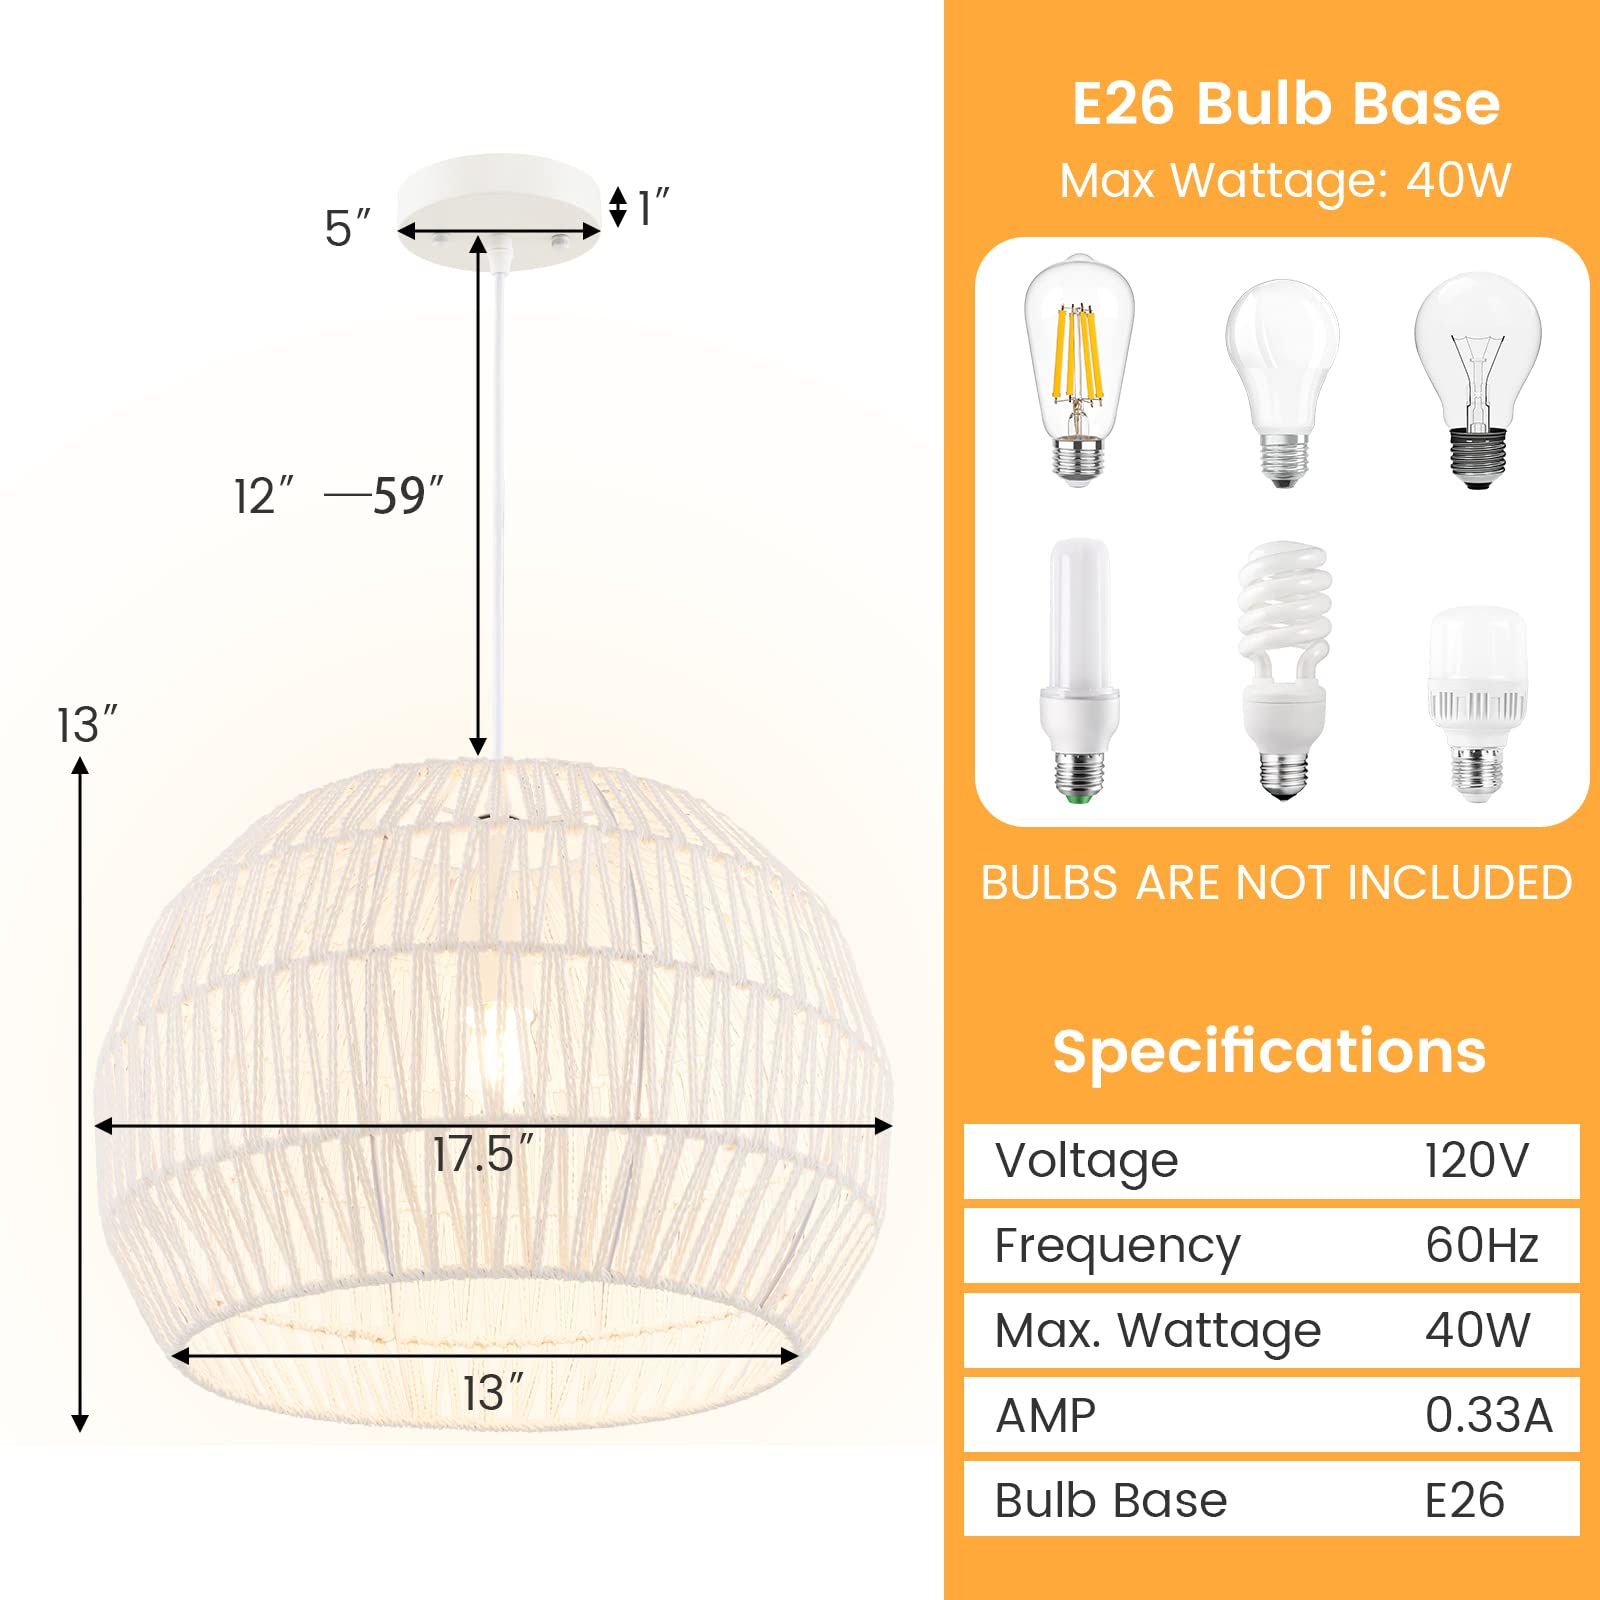 5″
1″
12″ —59″
13″
17.5″
13″
E26 Bulb Base
Max Wattage: 40W
BULBS ARE NOT INCLUDED
Specifications
Voltage 120V
Frequency 60Hz
Max. Wattage 40W
AMP 0.33A
Bulb Base E26